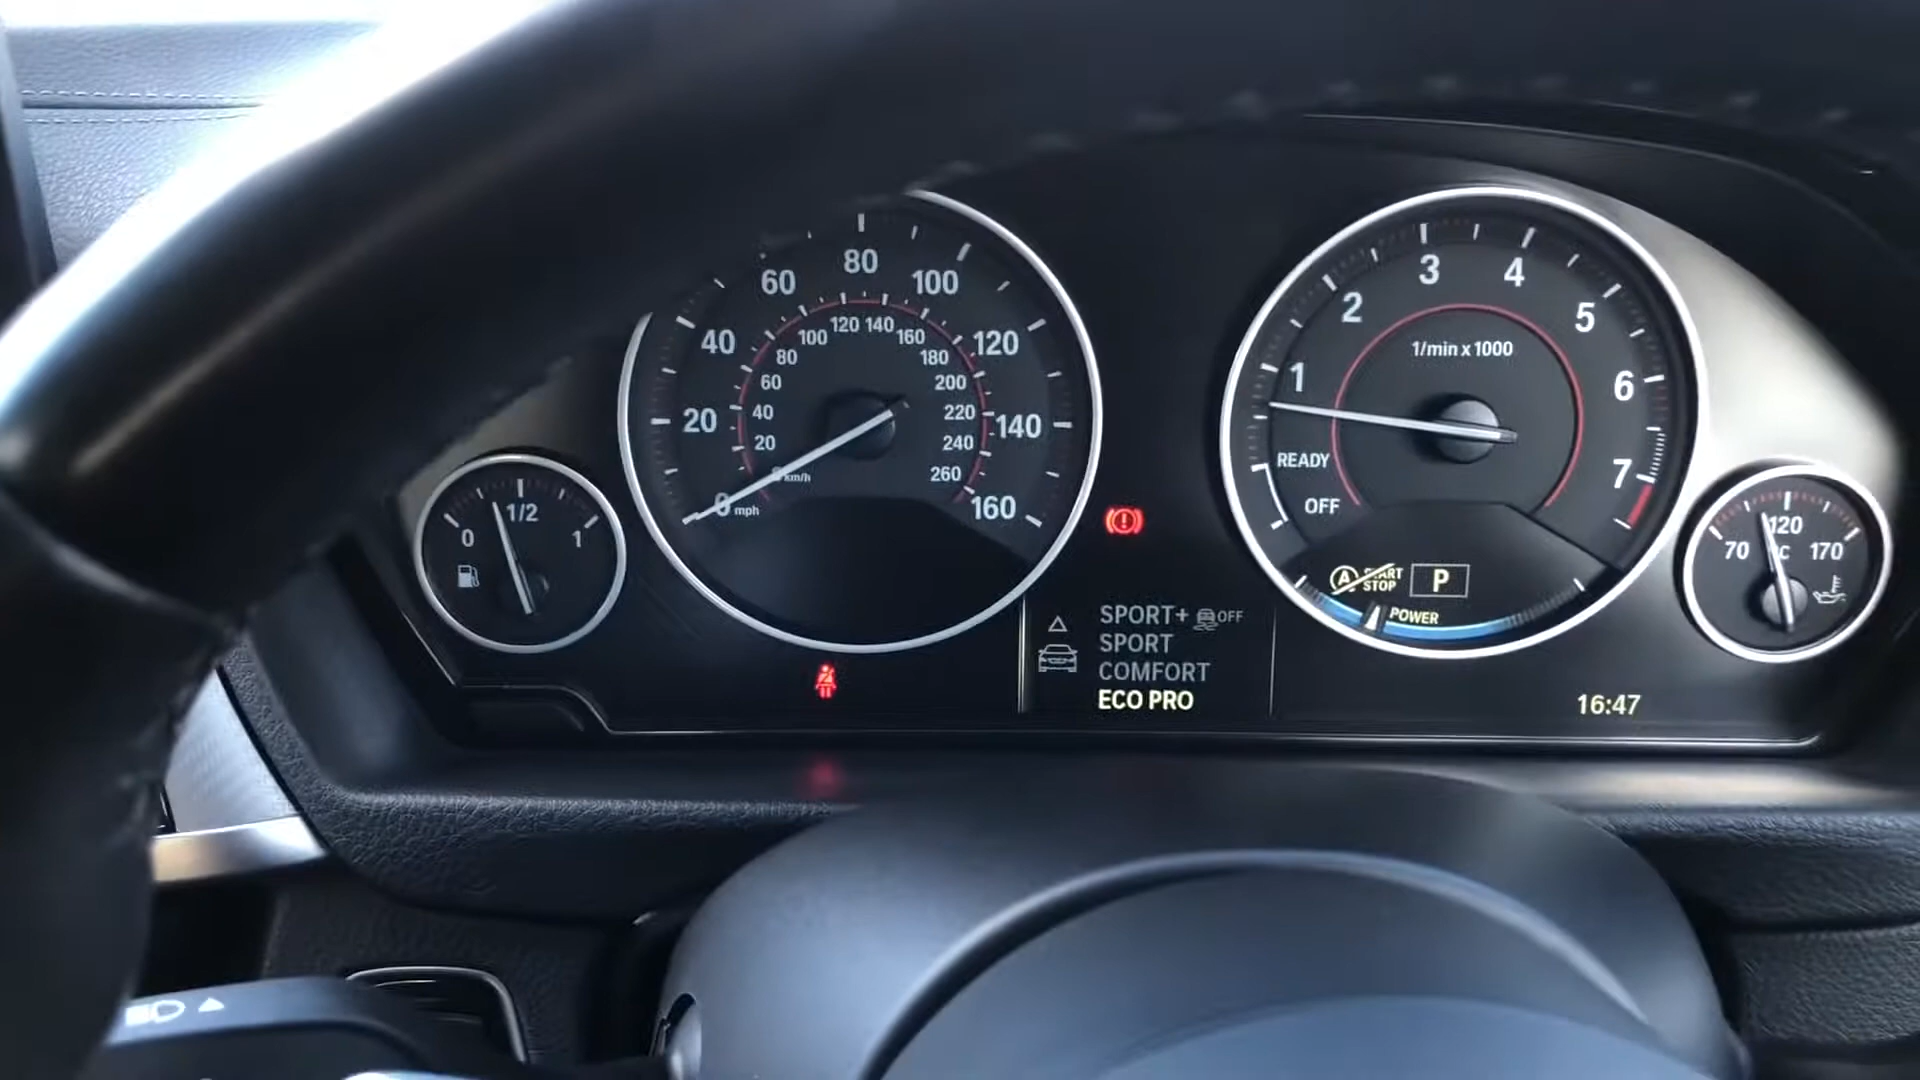 0
1/2
1
0
20
40
60
80
100
120
140
160
mph
20
40
60
80
100
120
140
160
180
200
220
240
260
km/h
SPORT+ OFF
SPORT
COMFORT
ECO PRO
1
2
3
4
5
6
7
1/min x 1000
READY
OFF
A START
STOP
P
POWER
70
120
170
°C
16:47